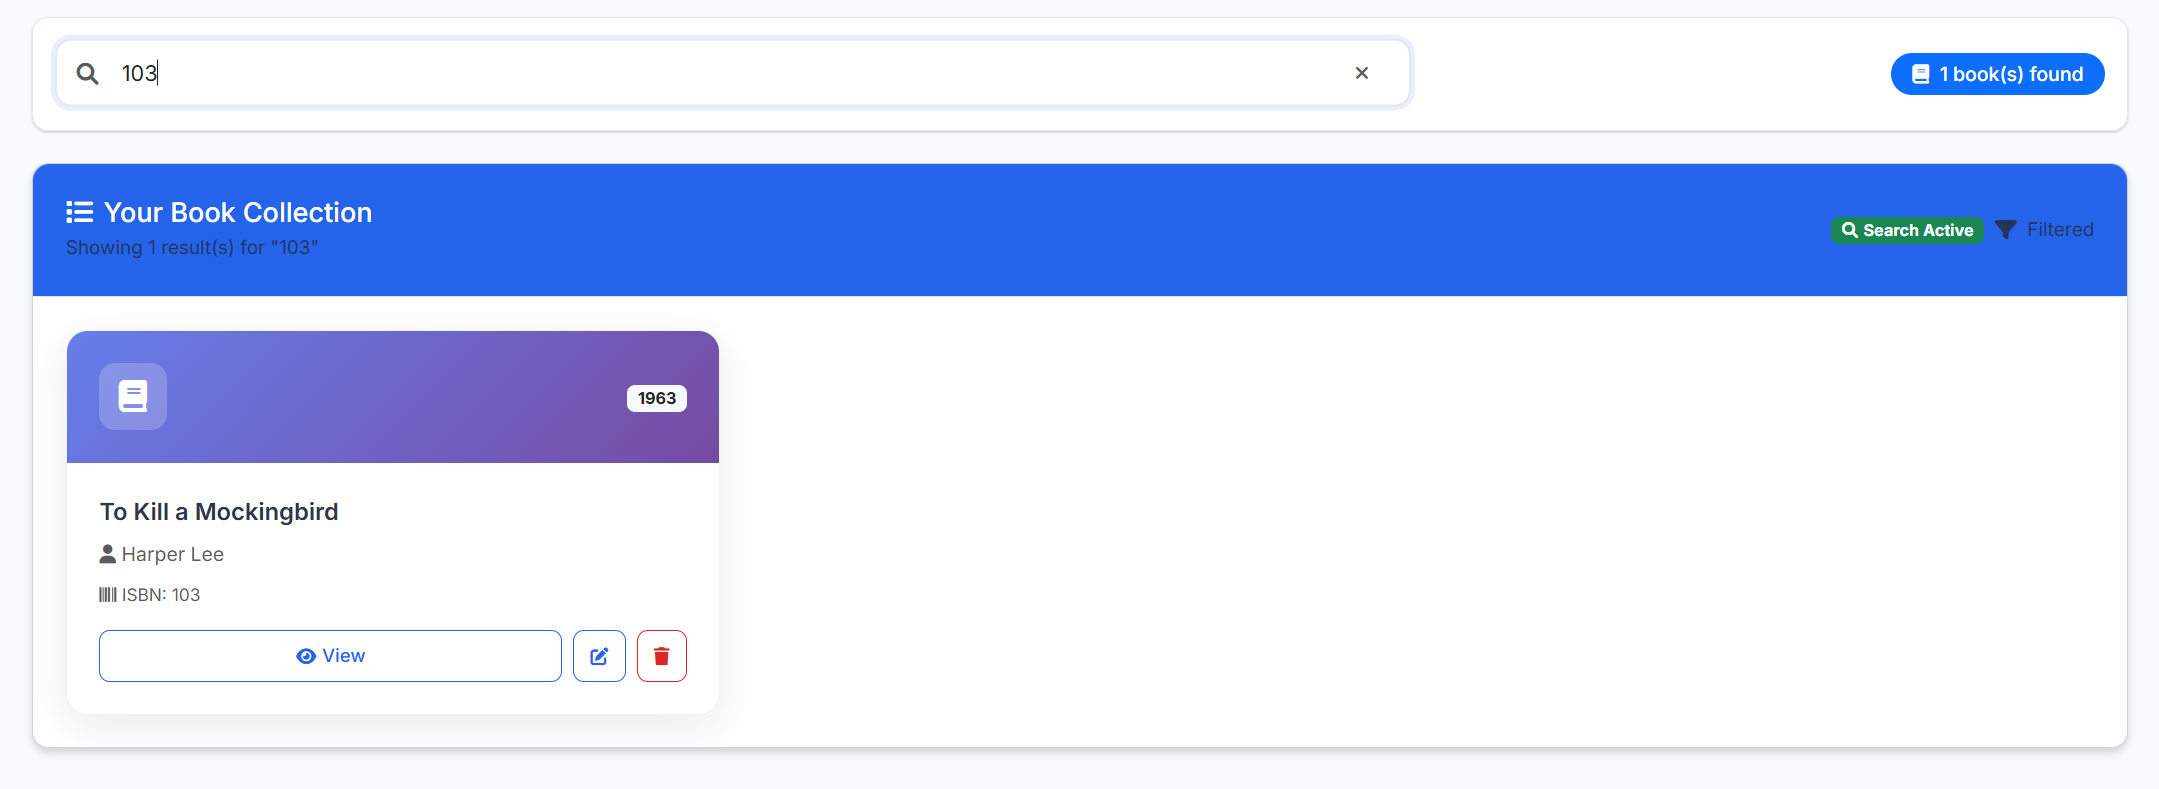 103
1 book(s) found
Your Book Collection
Showing 1 result(s) for "103"
Search Active Filtered
1963
To Kill a Mockingbird
Harper Lee
ISBN: 103
View